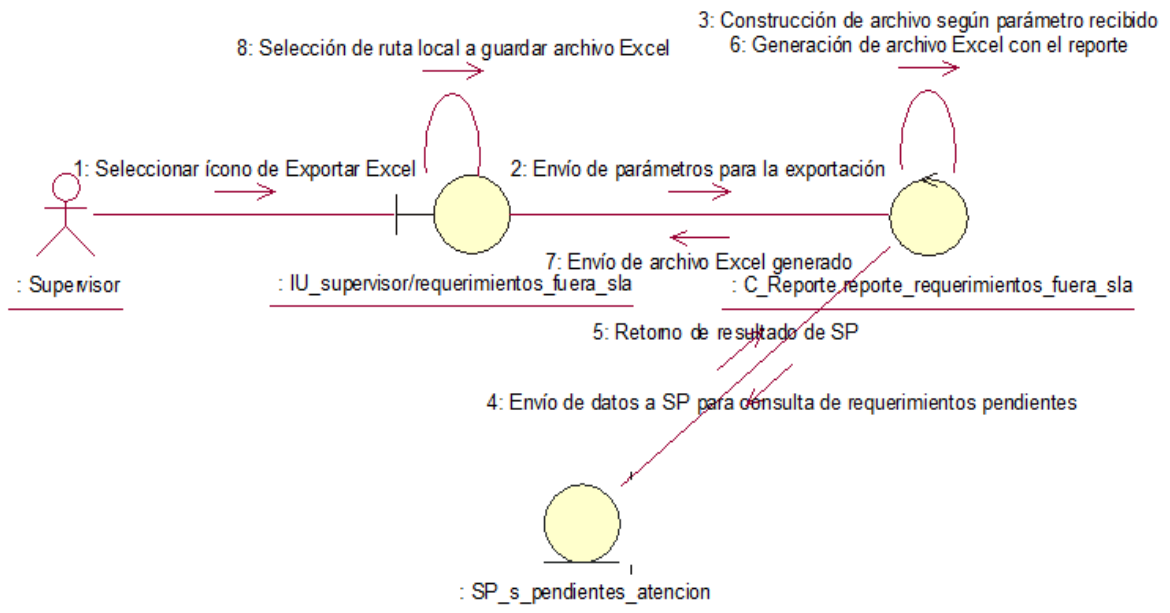 3: Construcción de archivo según parámetro recibido
8: Selección de ruta local a guardar archivo Excel
6: Generación de archivo Excel con el reporte
1: Seleccionar ícono de Exportar Excel
2: Envío de parámetros para la exportación
7: Envío de archivo Excel generado
: Supervisor
: IU_supervisor/requerimientos_fuera_sla
: C_Reporte.reporte_requerimientos_fuera_sla
5: Retorno de resultado de SP
4: Envío de datos a SP para consulta de requerimientos pendientes
: SP_s_pendientes_atencion